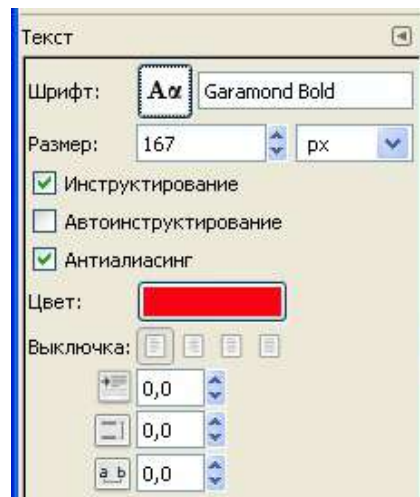 Текст
Шрифт: Aα Garamond Bold
Размер: 167 px
Инструктирование
Автоинструктирование
Антиалиасинг
Цвет:
Выключка:
0,0
0,0
a b 0,0